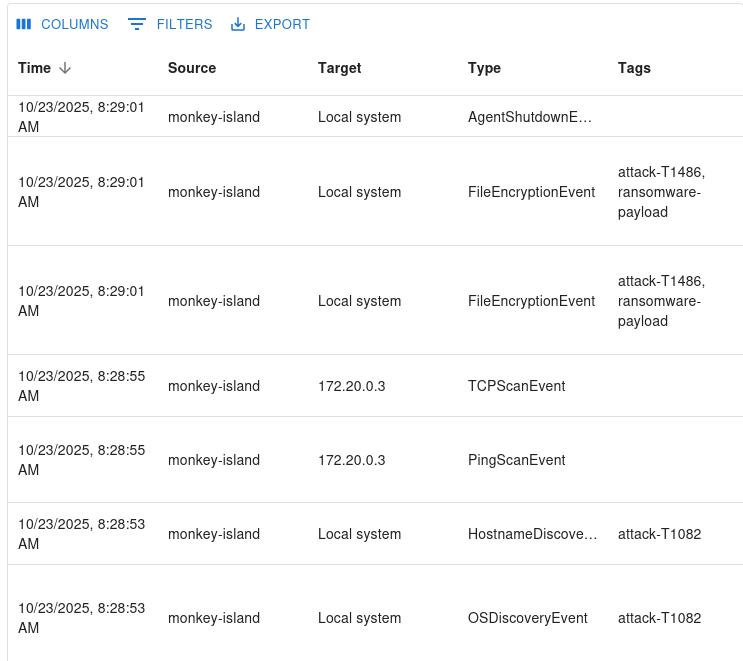 COLUMNS FILTERS EXPORT
Time Source Target Type Tags
10/23/2025, 8:29:01
AM monkey-island Local system AgentShutdownE...
10/23/2025, 8:29:01
AM monkey-island Local system FileEncryptionEvent attack-T1486,
ransomware-
payload
10/23/2025, 8:29:01
AM monkey-island Local system FileEncryptionEvent attack-T1486,
ransomware-
payload
10/23/2025, 8:28:55
AM monkey-island 172.20.0.3 TCPScanEvent
10/23/2025, 8:28:55
AM monkey-island 172.20.0.3 PingScanEvent
10/23/2025, 8:28:53
AM monkey-island Local system HostnameDiscove... attack-T1082
10/23/2025, 8:28:53
AM monkey-island Local system OSDiscoveryEvent attack-T1082